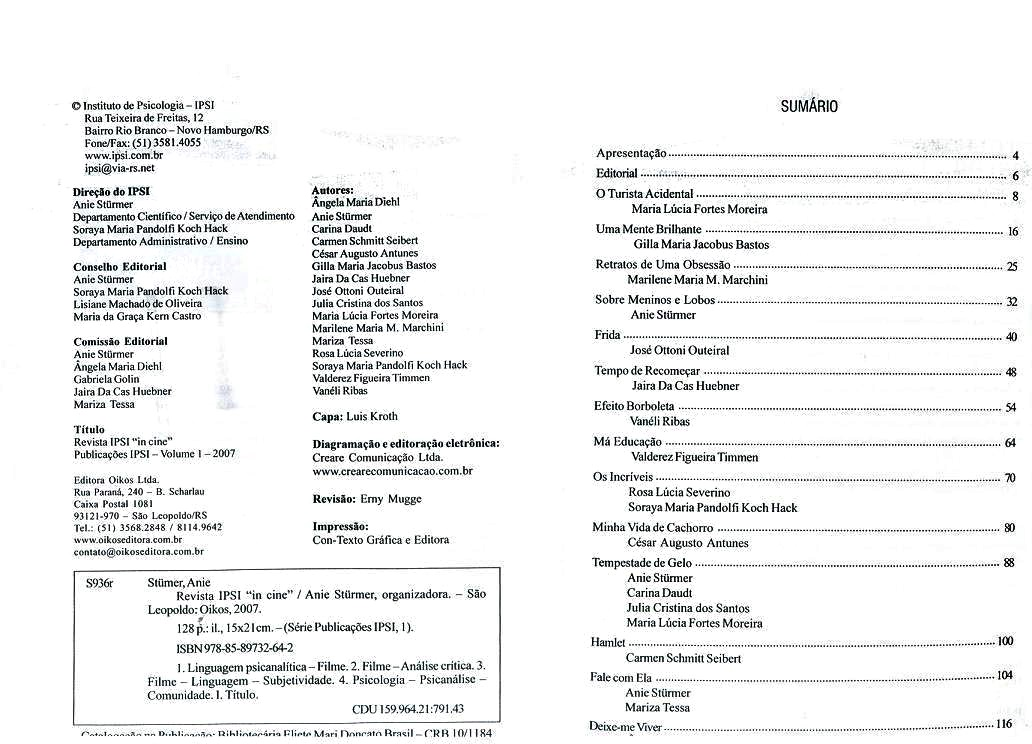 © Instituto de Psicologia – IPSI
Rua Teixeira de Freitas, 12
Bairro Rio Branco – Novo Hamburgo/RS
Fone/Fax: (51) 3581.4055
www.ipsi.com.br
ipsi@via-rs.net
Direção do IPSI
Anie Stürmer
Departamento Científico / Serviço de Atendimento
Soraya Maria Pandolfi Koch Hack
Departamento Administrativo / Ensino
Conselho Editorial
Anie Stürmer
Soraya Maria Pandolfi Koch Hack
Lisiane Machado de Oliveira
Maria da Graça Kern Castro
Comissão Editorial
Anie Stürmer
Ângela Maria Diehl
Gabriela Golin
Jaira Da Cas Huebner
Mariza Tessa
Título
Revista IPSI “in cine”
Publicações IPSI – Volume 1 – 2007
Editora Oikos Ltda.
Rua Paraná, 240 – B. Scharlau
Caixa Postal 1081
93121-970 – São Leopoldo/RS
Tel.: (51) 3568.2848 / 8114.9642
www.oikoseditora.com.br
contato@oikoseditora.com.br
Autores:
Ângela Maria Diehl
Anie Stürmer
Carina Daudt
Carmen Schmitt Seibert
César Augusto Antunes
Gilla Maria Jacobus Bastos
Jaira Da Cas Huebner
José Ottoni Outeiral
Julia Cristina dos Santos
Maria Lúcia Fortes Moreira
Marilene Maria M. Marchini
Mariza Tessa
Rosa Lúcia Severino
Soraya Maria Pandolfi Koch Hack
Valderez Figueira Timmen
Vanéli Ribas
Capa: Luis Kroth
Diagramação e editoração eletrônica:
Creare Comunicação Ltda.
www.crearecomunicacao.com.br
Revisão: Erny Mugge
Impressão:
Con-Texto Gráfica e Editora
S936r Stürmer, Anie
Revista IPSI “in cine” / Anie Stürmer, organizadora. – São
Leopoldo: Oikos, 2007.
128 p.: il., 15x21cm. – (Série Publicações IPSI, 1).
ISBN 978-85-89732-64-2
1. Linguagem psicanalítica – Filme. 2. Filme – Análise crítica. 3.
Filme – Linguagem – Subjetividade. 4. Psicologia – Psicanálise –
Comunidade. I. Título.
CDU 159.964.21:791.43
Catalogação na Publicação: Bibliotecária Eliete Mari Doncato Brasil – CRB 10/1184
SUMÁRIO
Apresentação 4
Editorial 6
O Turista Acidental 8
Maria Lúcia Fortes Moreira
Uma Mente Brilhante 16
Gilla Maria Jacobus Bastos
Retratos de Uma Obsessão 25
Marilene Maria M. Marchini
Sobre Meninos e Lobos 32
Anie Stürmer
Frida 40
José Ottoni Outeiral
Tempo de Recomeçar 48
Jaira Da Cas Huebner
Efeito Borboleta 54
Vanéli Ribas
Má Educação 64
Valderez Figueira Timmen
Os Incríveis 70
Rosa Lúcia Severino
Soraya Maria Pandolfi Koch Hack
Minha Vida de Cachorro 80
César Augusto Antunes
Tempestade de Gelo 88
Anie Stürmer
Carina Daudt
Julia Cristina dos Santos
Maria Lúcia Fortes Moreira
Hamlet 100
Carmen Schmitt Seibert
Fale com Ela 104
Anie Stürmer
Mariza Tessa
Deixe-me Viver 116